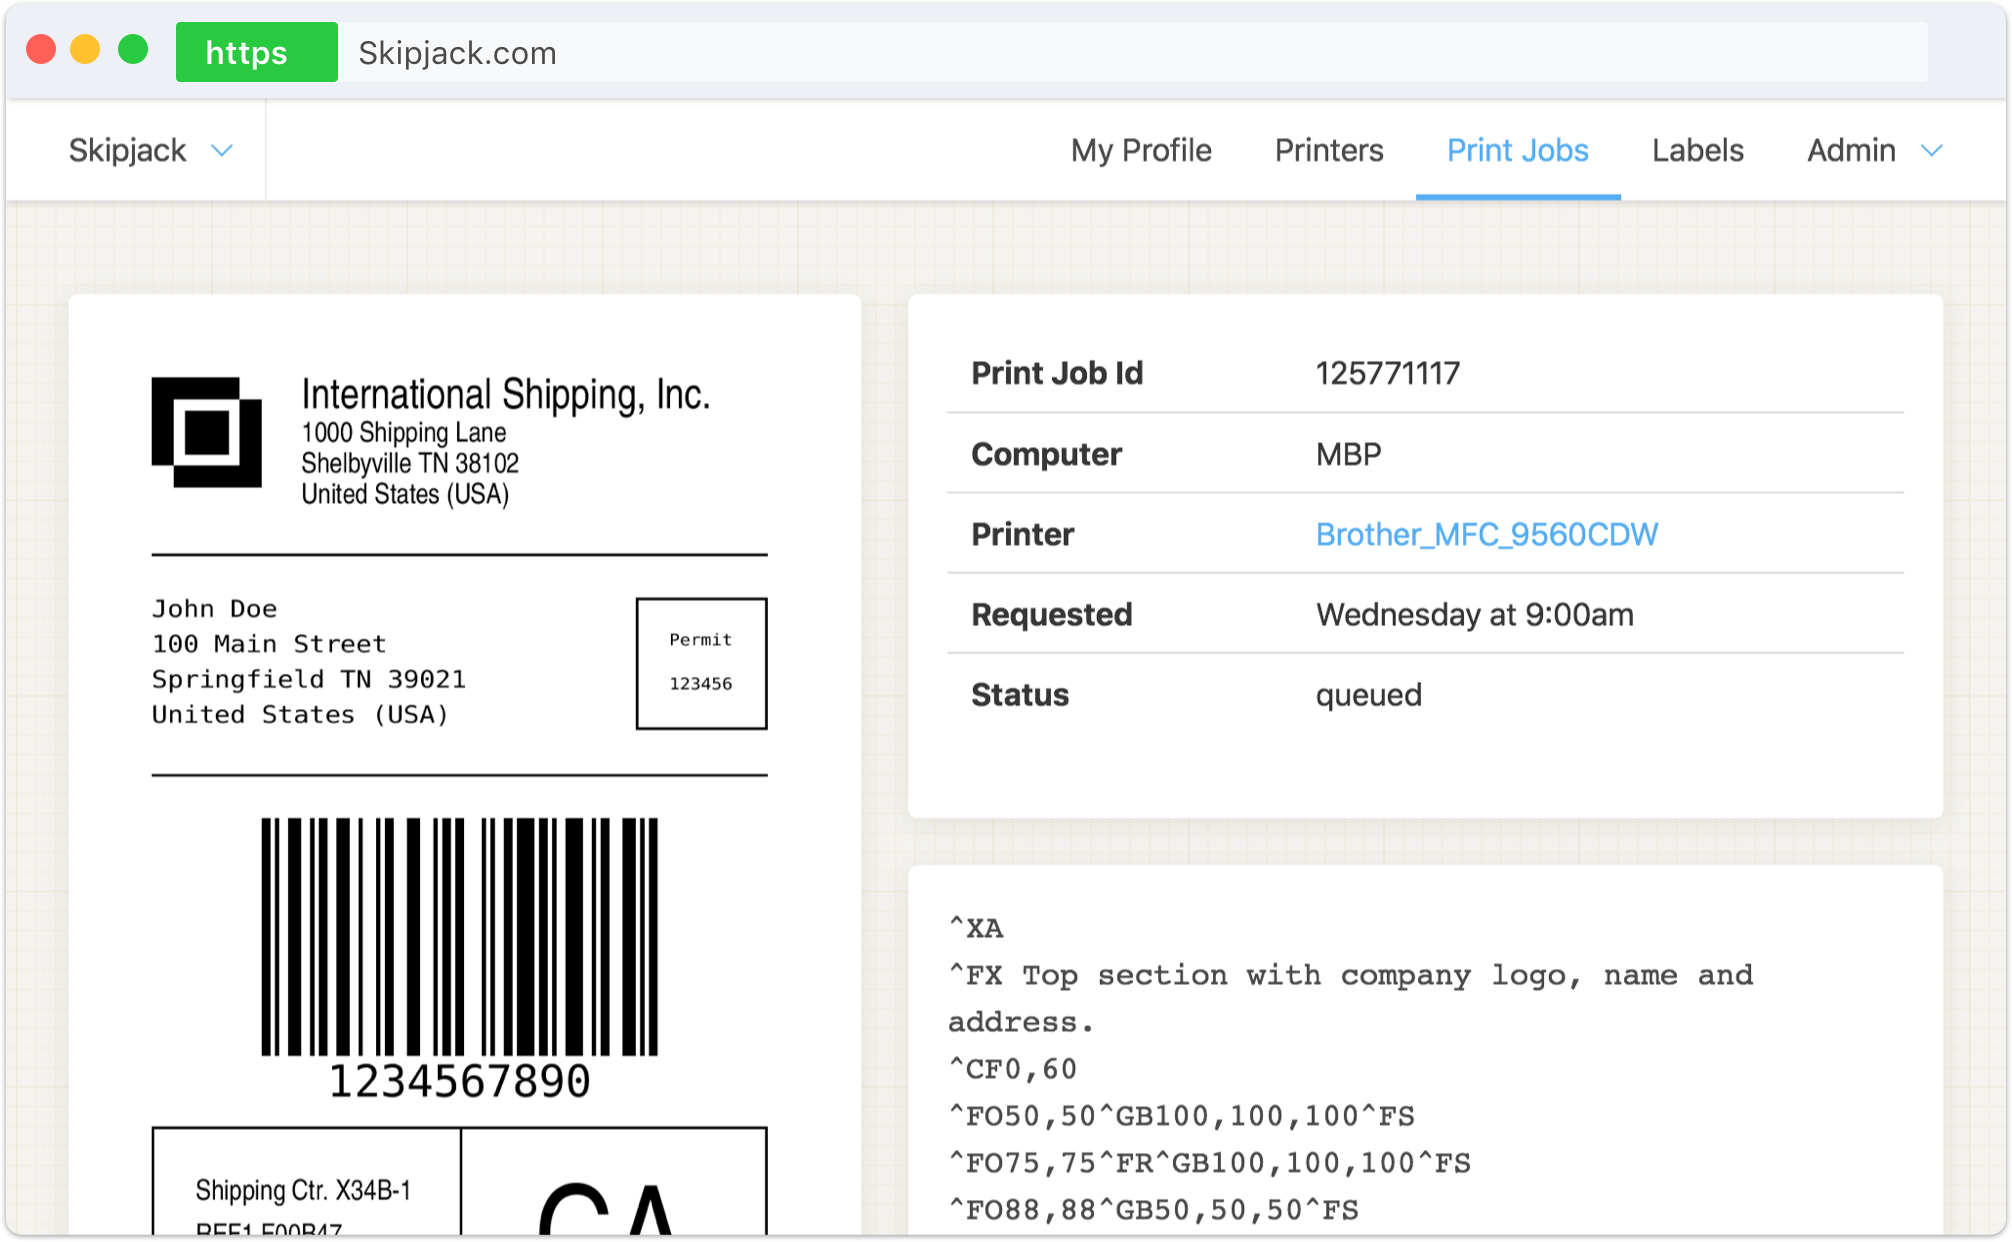 https Skipjack.com
Skipjack My Profile Printers Print Jobs Labels Admin
International Shipping, Inc.
1000 Shipping Lane
Shelbyville TN 38102
United States (USA)
John Doe
100 Main Street
Springfield TN 39021
United States (USA)
Permit
123456
1234567890
Shipping Ctr. X34B-1
REF1 F00B47
CA
Print Job Id 125771117
Computer MBP
Printer Brother_MFC_9560CDW
Requested Wednesday at 9:00am
Status queued
^XA
^FX Top section with company logo, name and
address.
^CF0,60
^FO50,50^GB100,100,100^FS
^FO75,75^FR^GB100,100,100^FS
^FO88,88^GB50,50,50^FS